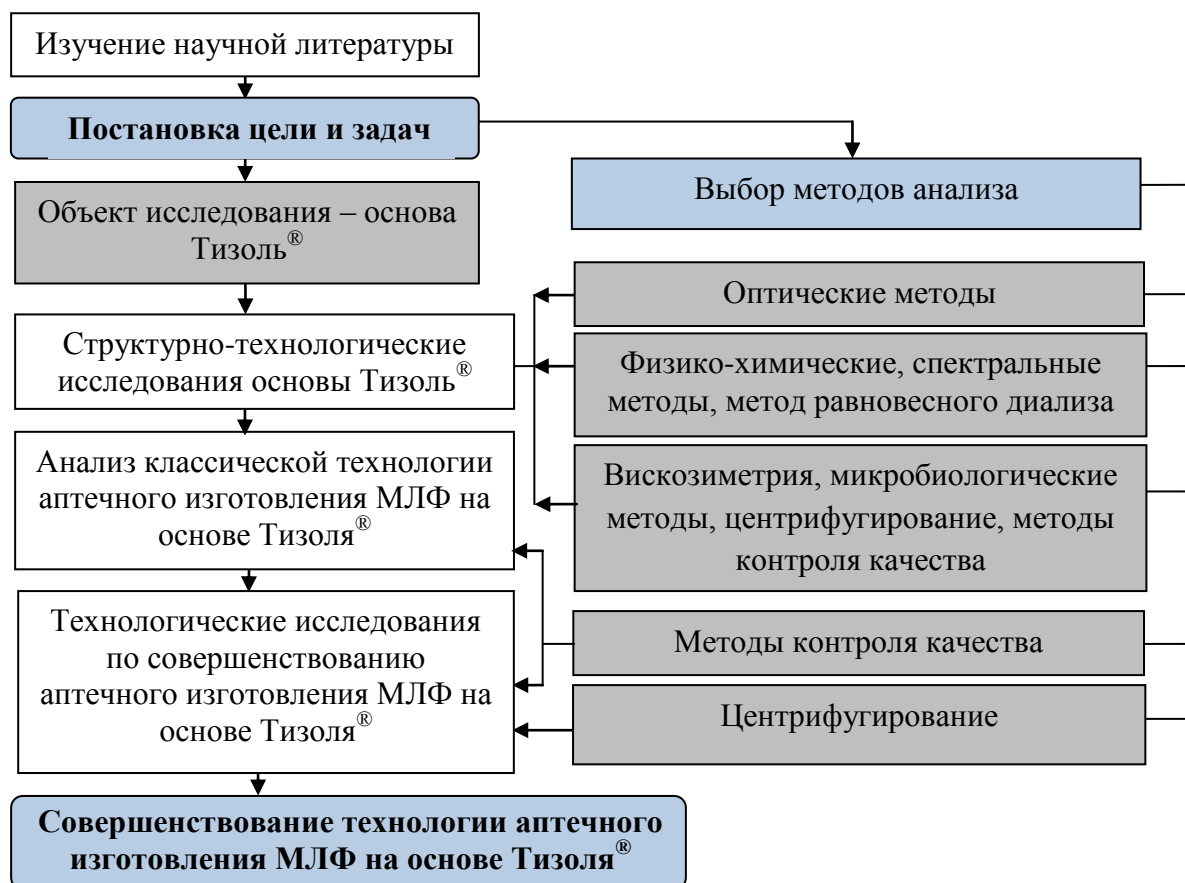 Изучение научной литературы
Постановка цели и задач
Объект исследования – основа
Тизоль®
Структурно-технологические
исследования основы Тизоль®
Анализ классической технологии
аптечного изготовления МЛФ на
основе Тизоля®
Технологические исследования
по совершенствованию
аптечного изготовления МЛФ на
основе Тизоля®
Совершенствование технологии аптечного
изготовления МЛФ на основе Тизоля®
Выбор методов анализа
Оптические методы
Физико-химические, спектральные
методы, метод равновесного диализа
Вискозиметрия, микробиологические
методы, центрифугирование, методы
контроля качества
Методы контроля качества
Центрифугирование